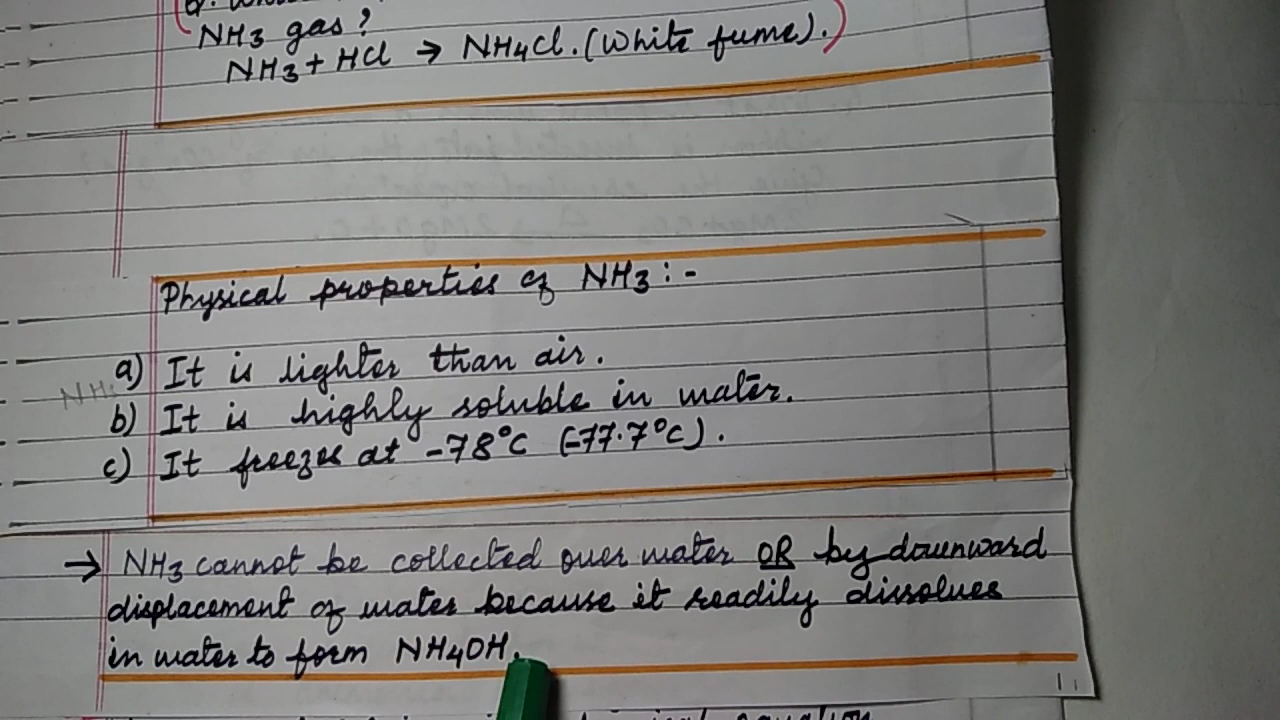 NH3 gas?
NH3 + HCl → NH4Cl. (White fume).)
Physical properties of NH3 :-
a) It is lighter than air.
b) It is highly soluble in water.
c) It freezes at -78°C (-77.7°C).
→ NH3 cannot be collected over water OR by downward
displacement of water because it readily dissolves
in water to form NH4OH.
equation